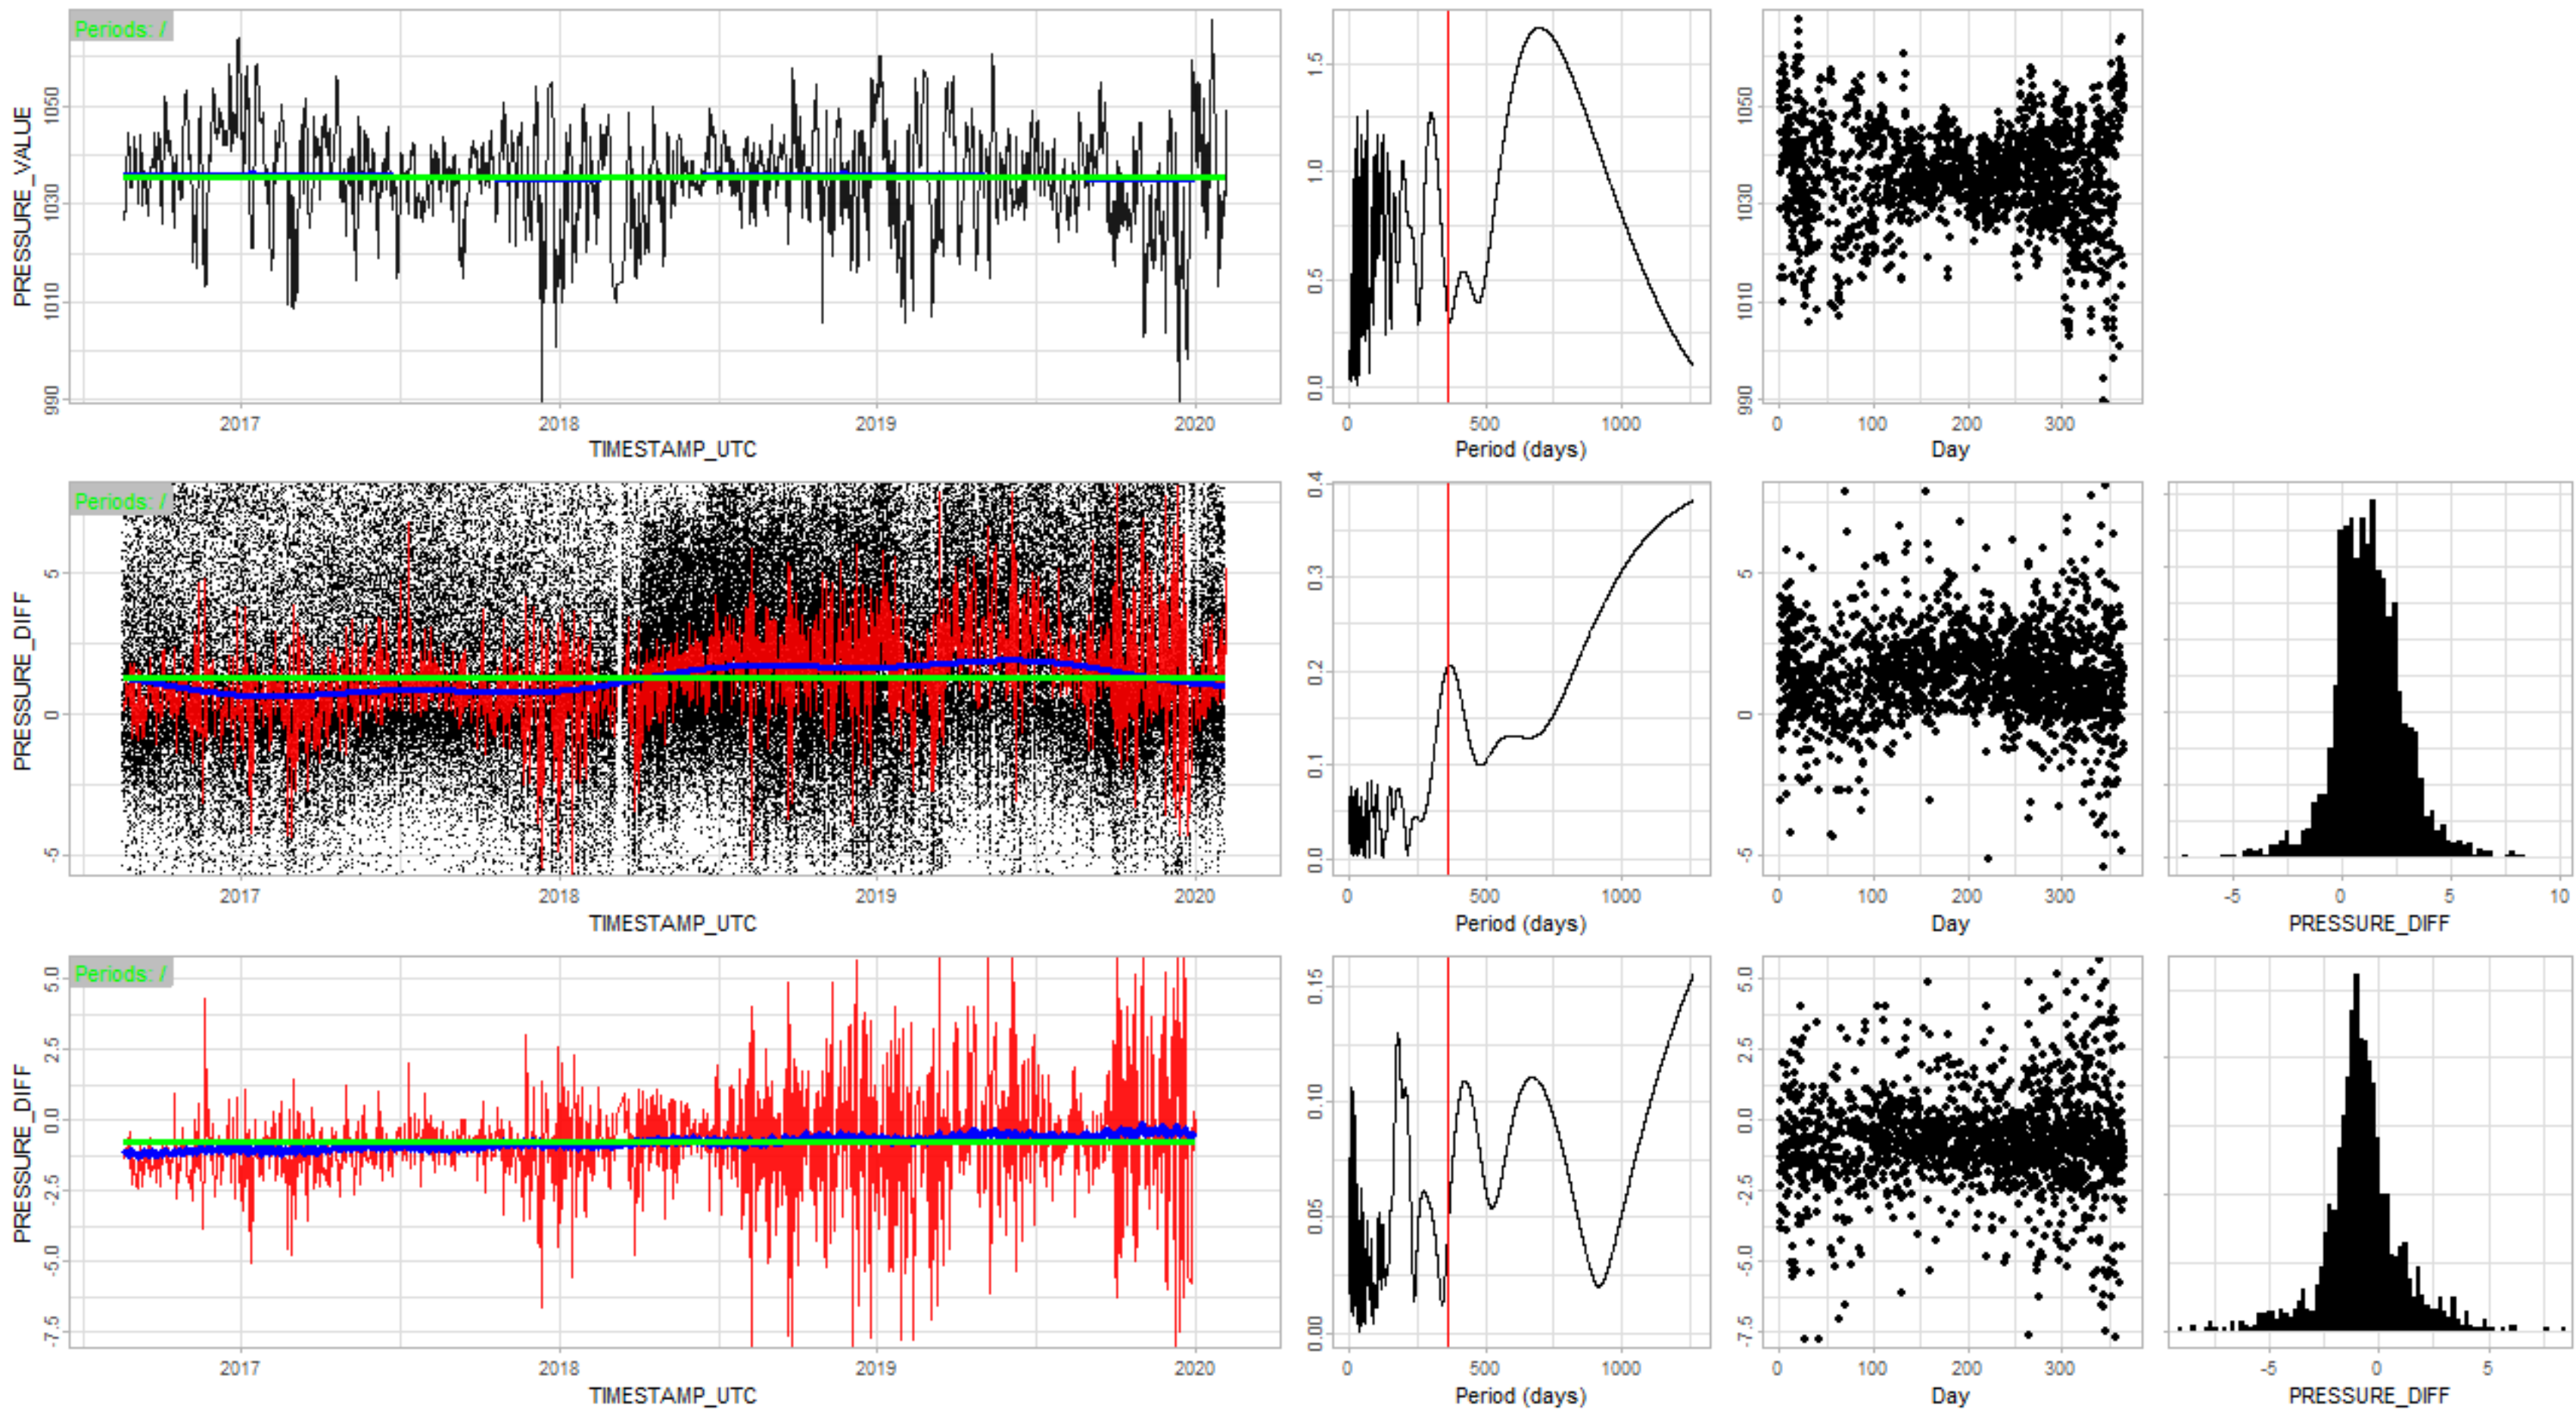 Periods: /
PRESSURE_VALUE
990 1010 1030 1050
2017 2018 2019 2020
TIMESTAMP_UTC
0.0 0.5 1.0 1.5
0 500 1000
Period (days)
990 1010 1030 1050
0 100 200 300
Day
Periods: /
PRESSURE_DIFF
-5 0 5
2017 2018 2019 2020
TIMESTAMP_UTC
0.0 0.1 0.2 0.3 0.4
0 500 1000
Period (days)
-5 0 5
0 100 200 300
Day
-5 0 5 10
PRESSURE_DIFF
Periods: /
PRESSURE_DIFF
-7.5 -5.0 -2.5 0.0 2.5 5.0
2017 2018 2019 2020
TIMESTAMP_UTC
0.00 0.05 0.10 0.15
0 500 1000
Period (days)
-7.5 -5.0 -2.5 0.0 2.5 5.0
0 100 200 300
Day
-5 0 5
PRESSURE_DIFF